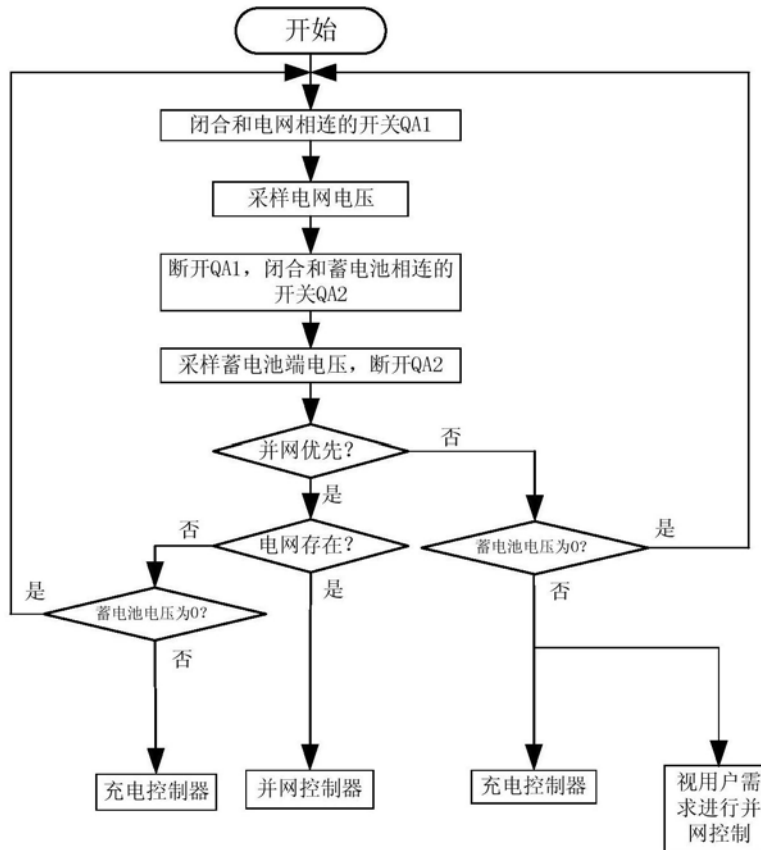 开始
闭合和电网相连的开关QA1
采样电网电压
断开QA1，闭合和蓄电池相连的
开关QA2
采样蓄电池端电压，断开QA2
并网优先？
否
是
否
电网存在？
蓄电池电压为0？
是
是
蓄电池电压为0？
是
否
否
充电控制器
并网控制器
充电控制器
视用户需
求进行并
网控制